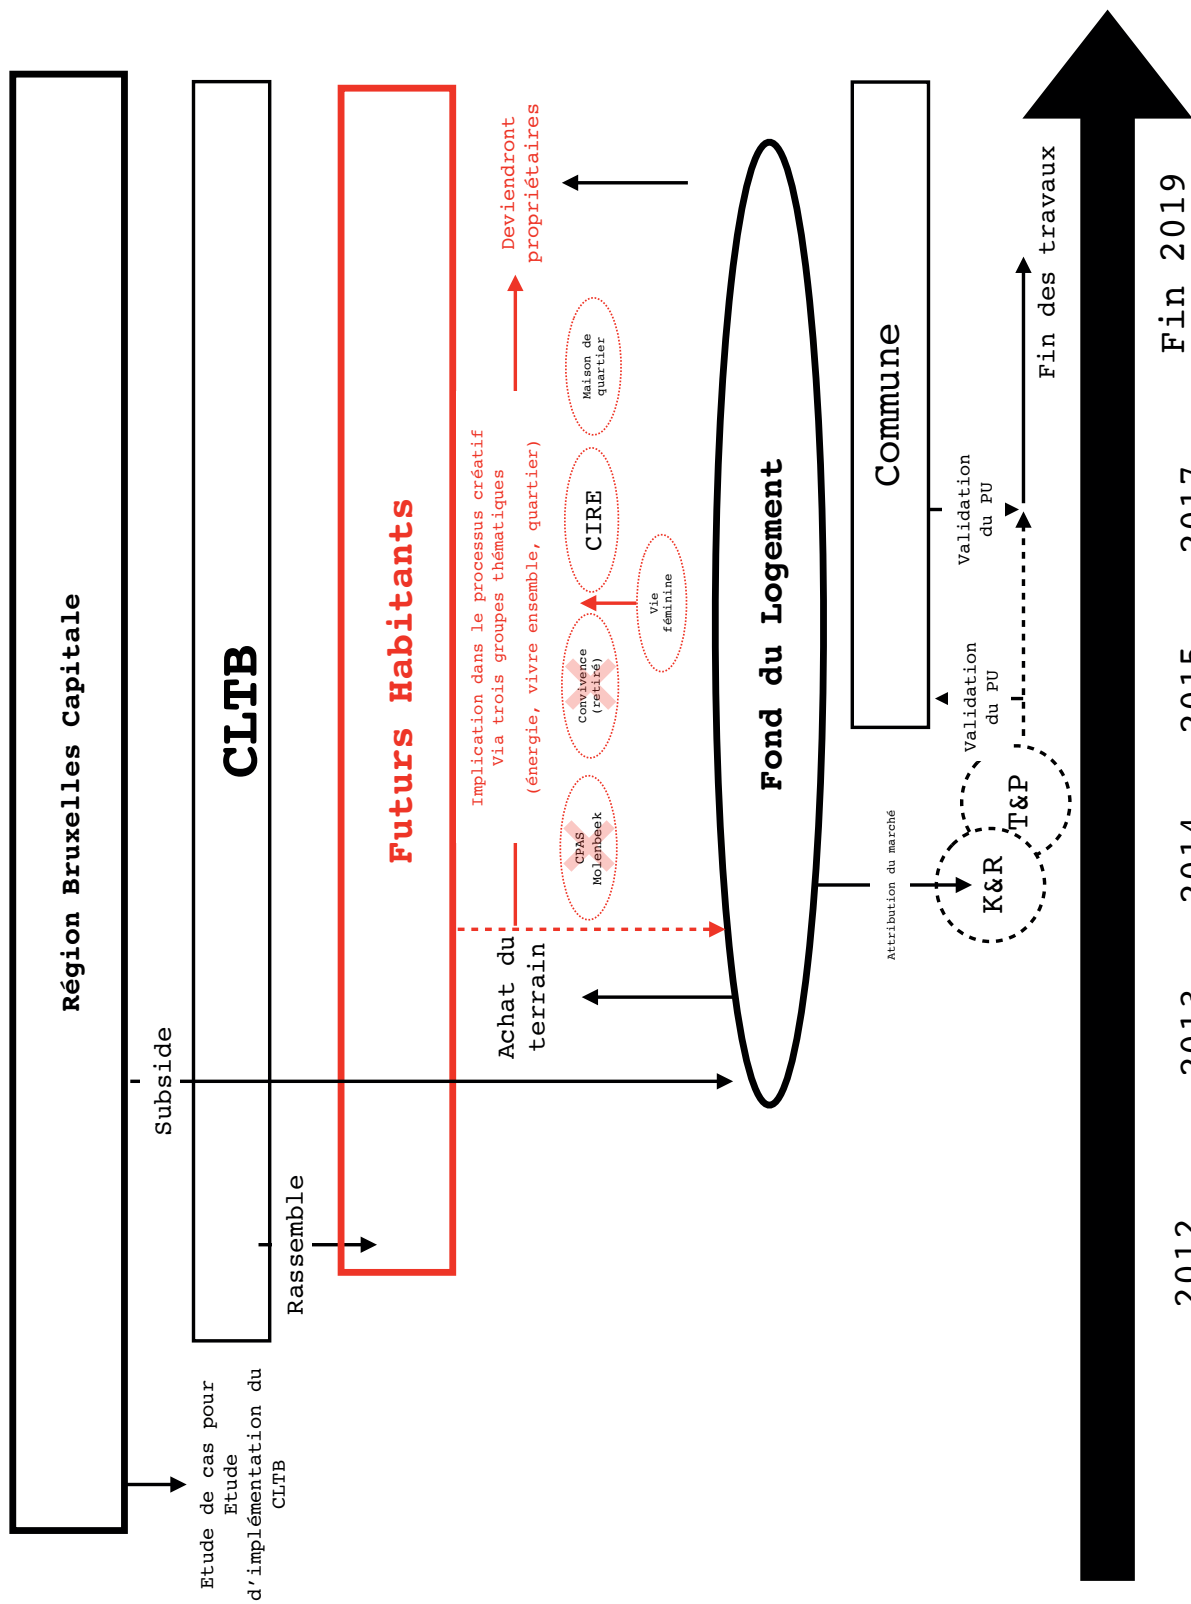 Région Bruxelles Capitale
Subside
Etude de cas pour
Etude
d'implémentation du
CLTB
CLTB
Rassemble
Futurs Habitants
Implication dans le processus créatif
Via trois groupes thématiques
(énergie, vivre ensemble, quartier)
Deviendront
propriétaires
Achat du
terrain
CPAS
Molenbeek
Convivence
(retiré)
CIRE
Maison de
quartier
Vie
féminine
Fond du Logement
Attribution du marché
Commune
Validation
du PU
Validation
du PU
K&R
T&P
Fin des travaux
2012
2013
2014
2015
2017
Fin 2019